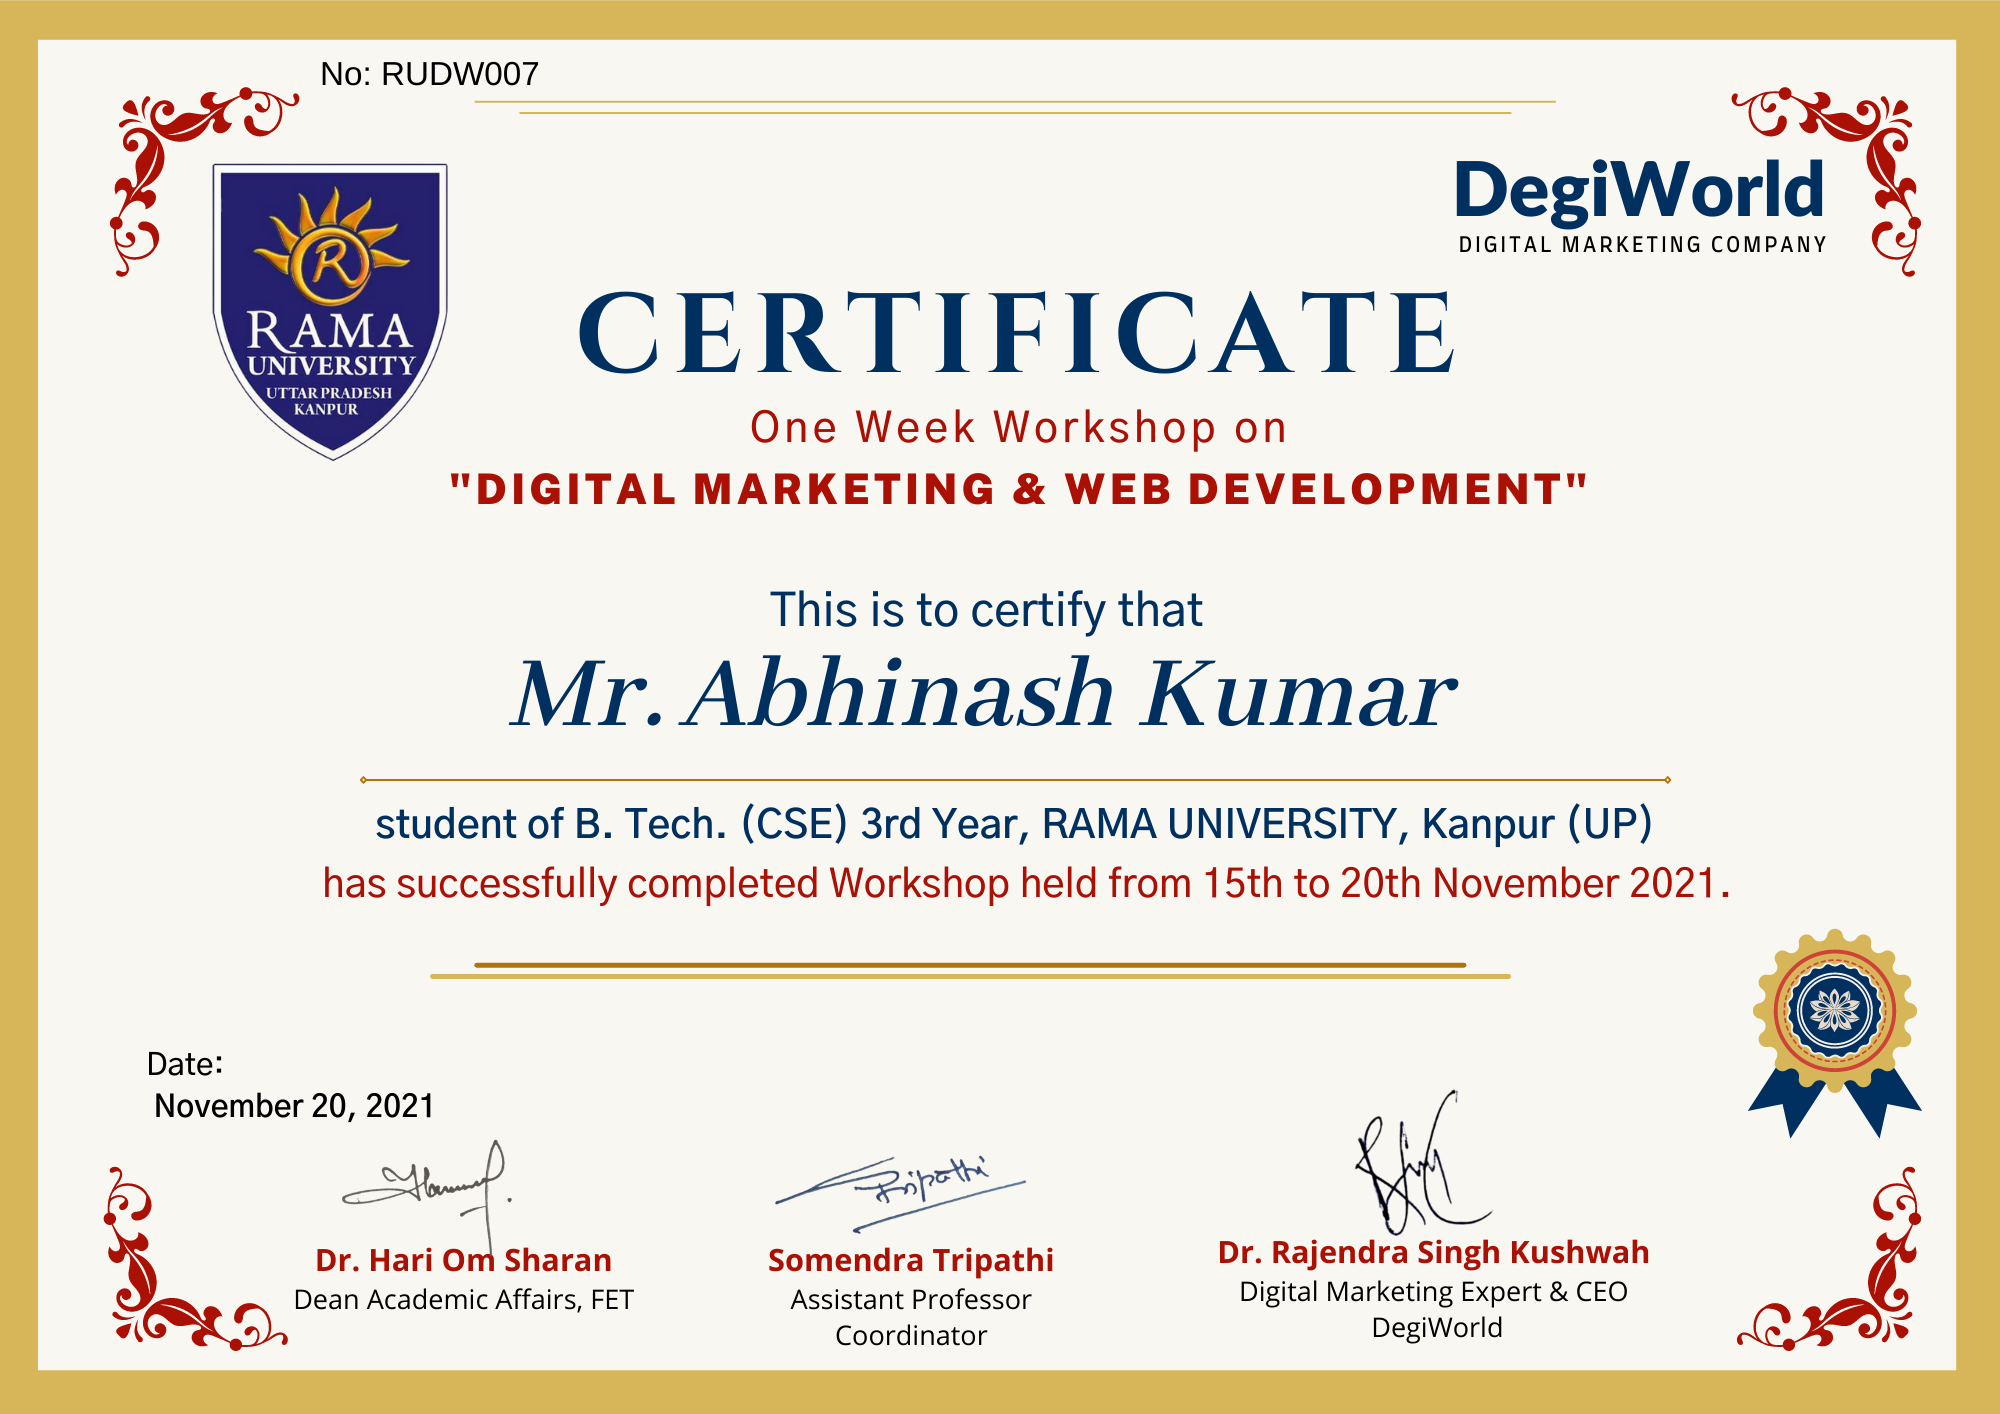 No: RUDW007
DegiWorld
DIGITAL MARKETING COMPANY
R
RAMA
UNIVERSITY
UTTAR PRADESH
KANPUR
CERTIFICATE
One Week Workshop on
"DIGITAL MARKETING & WEB DEVELOPMENT"
This is to certify that
Mr. Abhinash Kumar
student of B. Tech. (CSE) 3rd Year, RAMA UNIVERSITY, Kanpur (UP)
has successfully completed Workshop held from 15th to 20th November 2021.
Date:
November 20, 2021
Tripathi
Dr. Hari Om Sharan
Dean Academic Affairs, FET
Somendra Tripathi
Assistant Professor
Coordinator
Dr. Rajendra Singh Kushwah
Digital Marketing Expert & CEO
DegiWorld